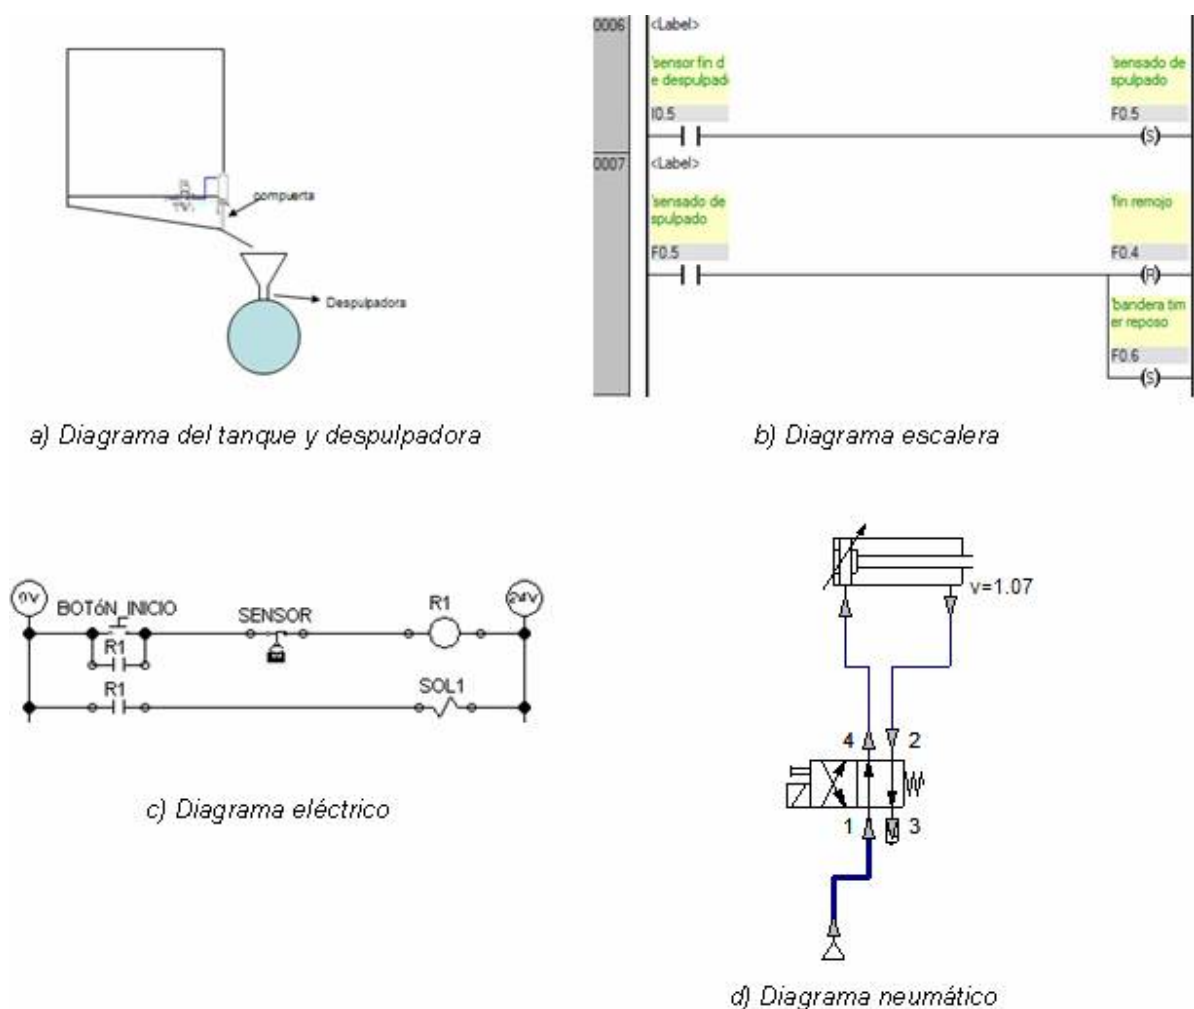 compuerta
Despulpadora
a) Diagrama del tanque y despulpadora
0006
<Label>
'sensor fin d
e despulpad
I0.5
'sensado de
spulpado
F0.5
(S)
0007
<Label>
'sensado de
spulpado
F0.5
'fin remojo
F0.4
(R)
'bandera tim
er reposo
F0.6
(S)
b) Diagrama escalera
0V
BOTóN_INICIO
R1
SENSOR
R1
24V
R1
SOL1
c) Diagrama eléctrico
v=1.07
4
2
1
3
d) Diagrama neumático